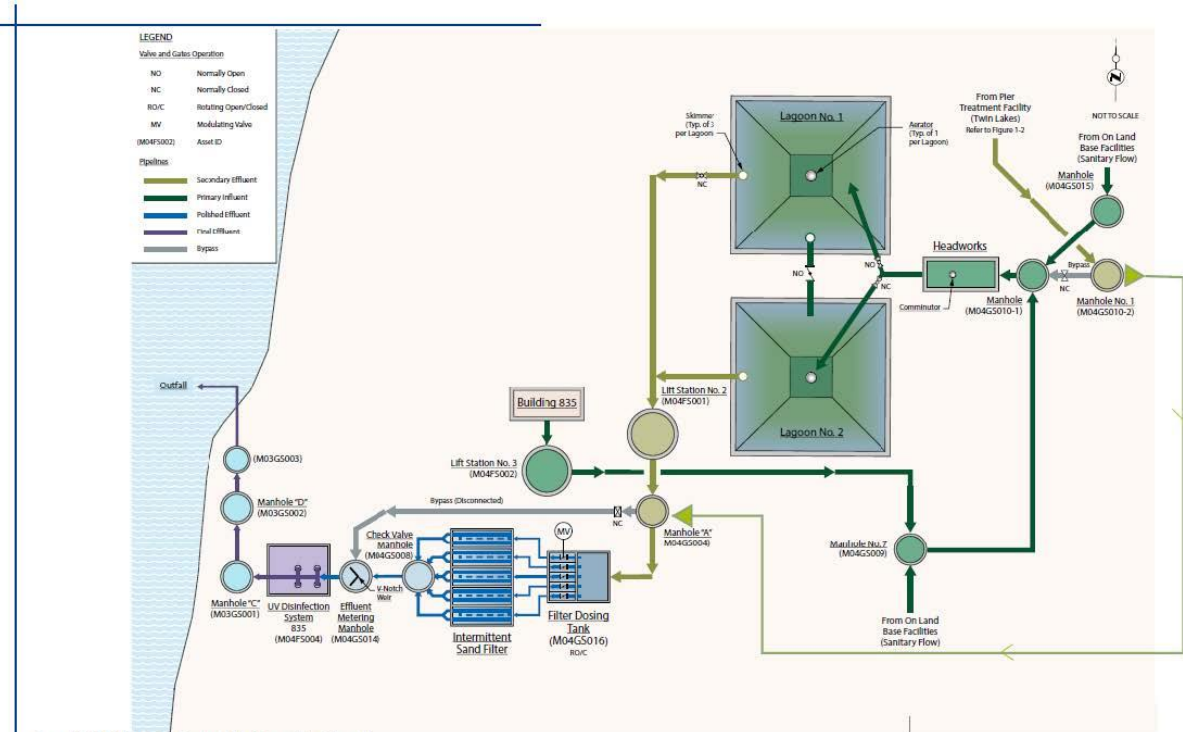 LEGEND
Valve and Gates Operation
NO Normally Open
NC Normally Closed
RO/C Rotating Open/Closed
MV Modulating Valve
(M04FS002) Asset ID
Pipelines
Secondary Effluent
Primary Influent
Polished Effluent
Final Effluent
Bypass
NOT TO SCALE
From Pier
Treatment Facility
(Twin Lakes)
Refer to Figure 1-2
From On Land
Base Facilities
(Sanitary Flow)
Manhole
(M04GS015)
Skimmer
(Typ. of 3
per Lagoon)
Lagoon No. 1
Aerator
(Typ. of 1
per Lagoon)
NC
NO
NO
NC
Headworks
Comminutor
Manhole
(M04GS010-1)
Bypass
NC
Manhole No. 1
(M04GS010-2)
Lagoon No. 2
Lift Station No. 2
(M04FS001)
Building 835
Lift Station No. 3
(M04FS002)
Outfall
(M03GS003)
Manhole "D"
(M03GS002)
Manhole "C"
(M03GS001)
UV Disinfection
System
835
(M04FS004)
V-Notch
Weir
Effluent
Metering
Manhole
(M04GS014)
Bypass (Disconnected)
NC
Check Valve
Manhole
(M04GS008)
Intermittent
Sand Filter
MV
Filter Dosing
Tank
(M04GS016)
RO/C
Manhole "A"
M04GS004)
Manhole No. 7
(M04GS009)
From On Land
Base Facilities
(Sanitary Flow)